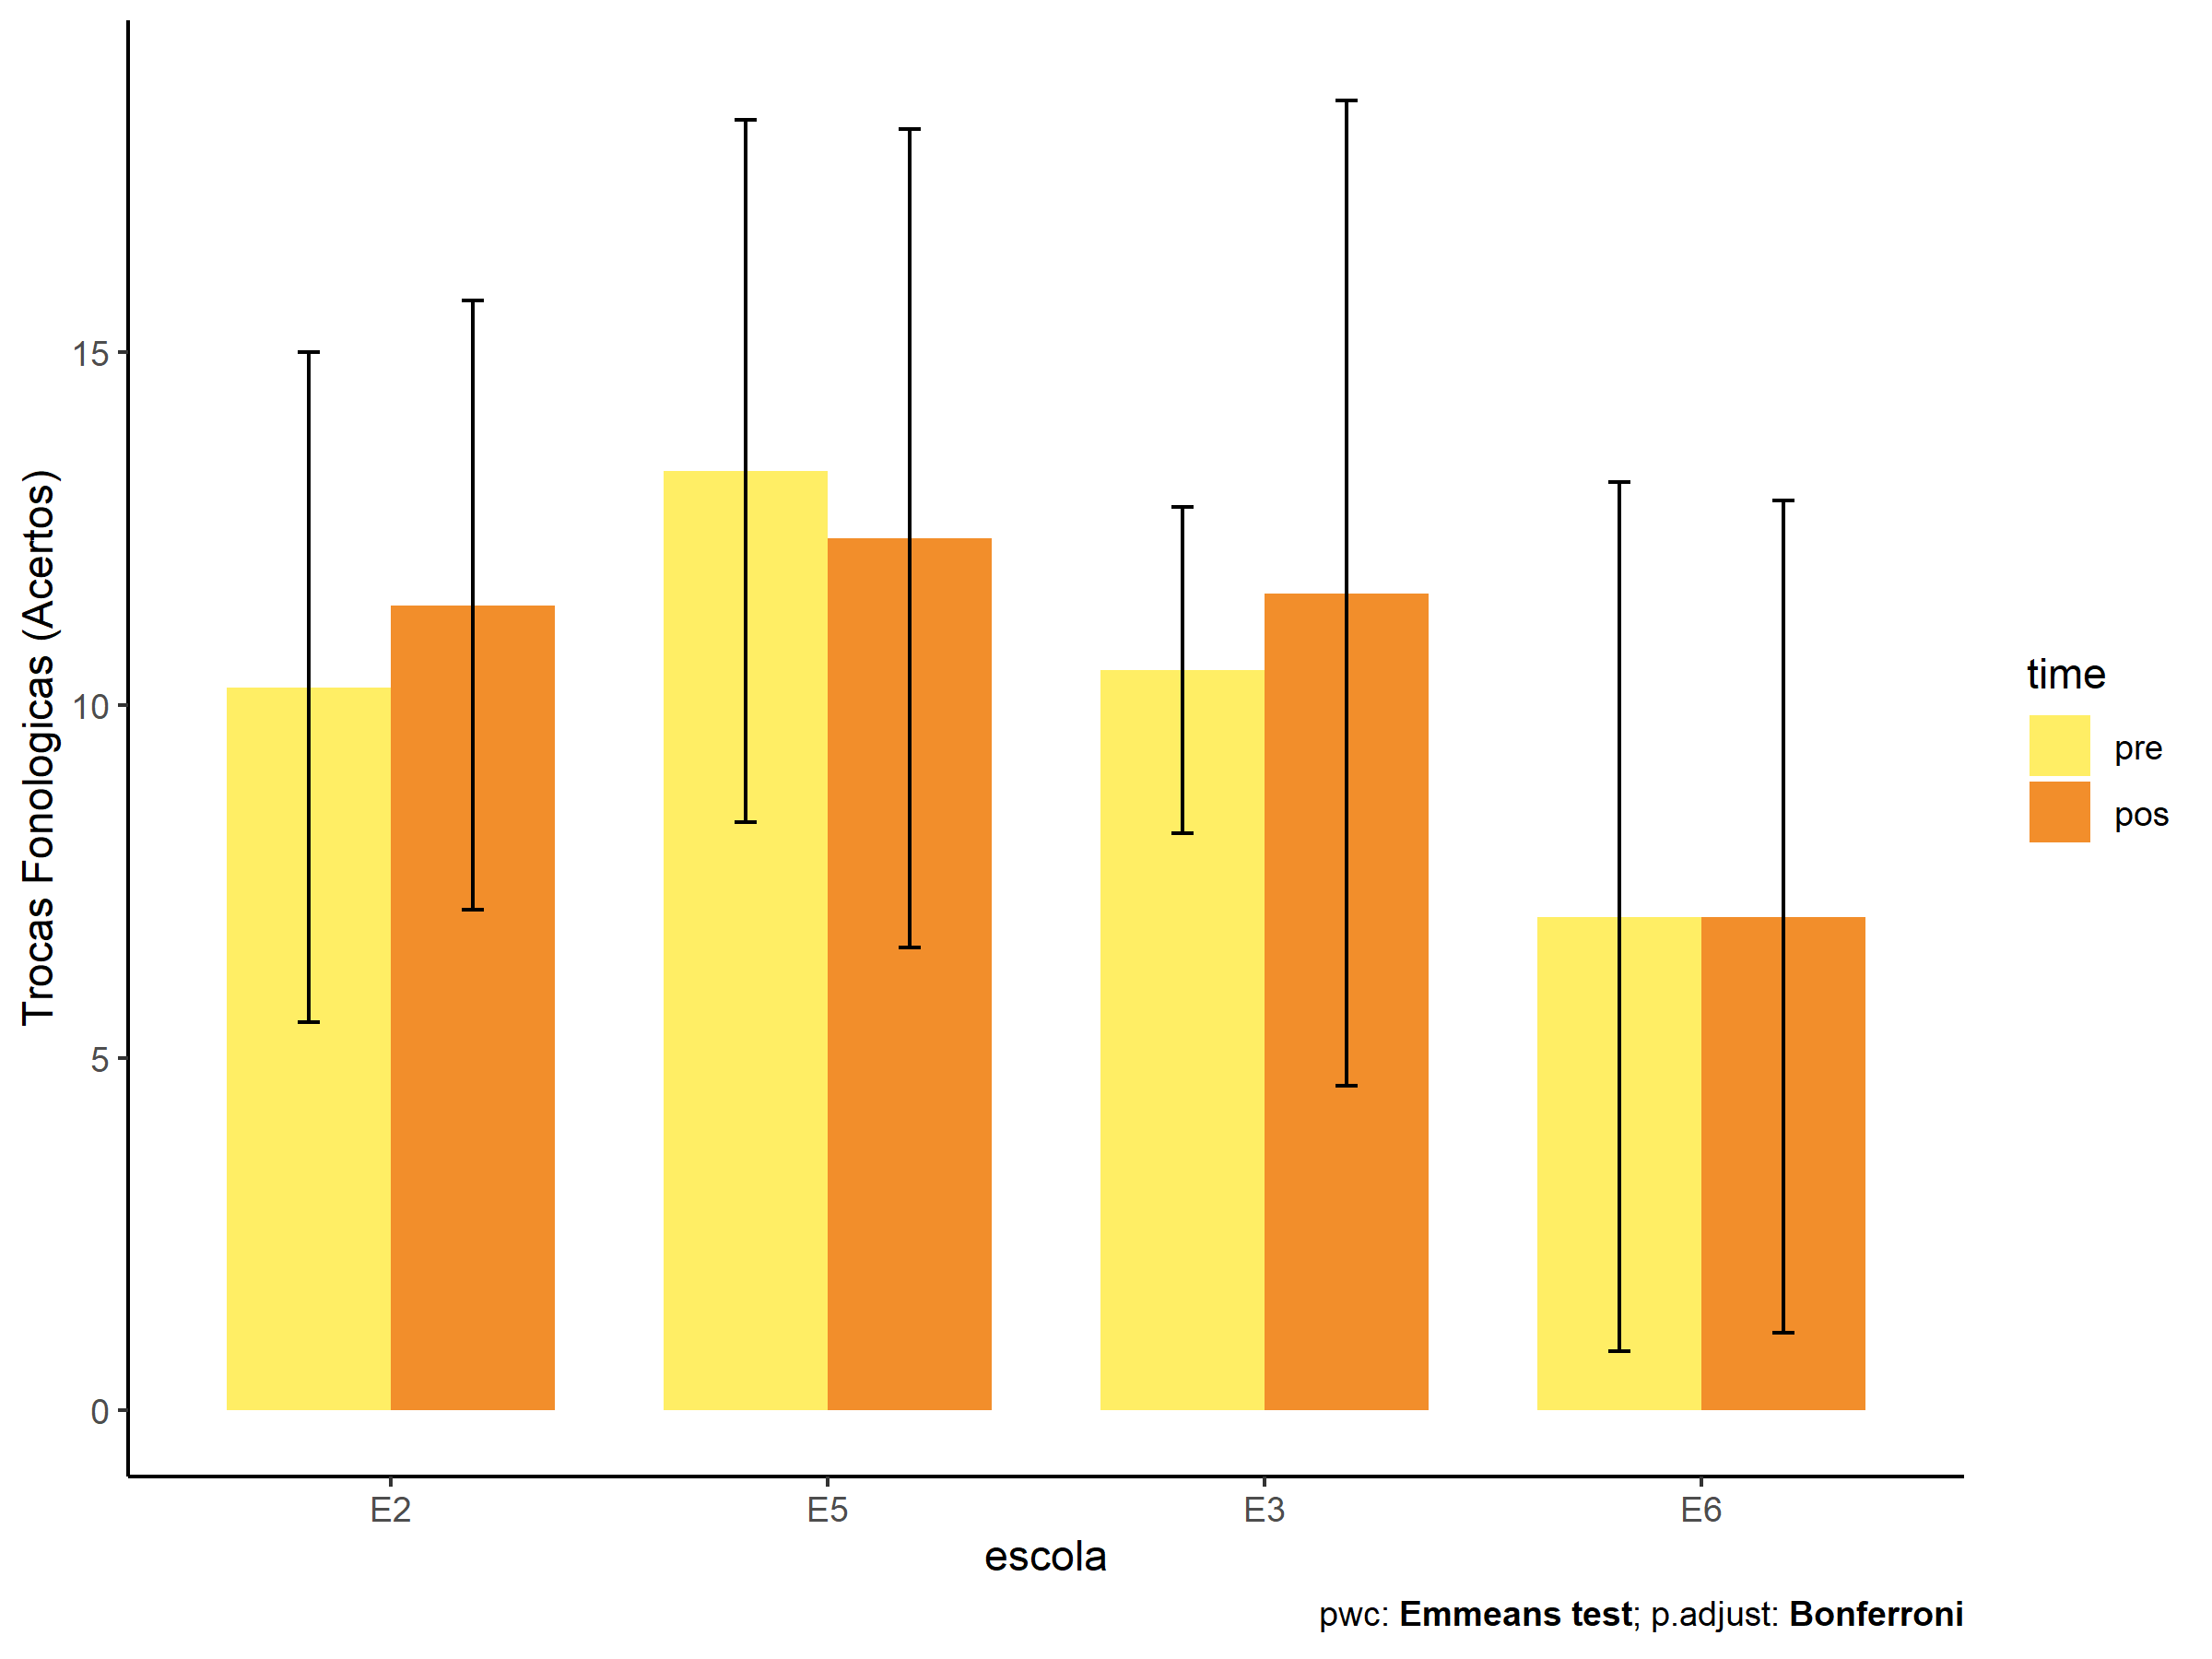 Trocas Fonologicas (Acertos)
15
10
5
0
E2
E5
E3
E6
escola
time
pre
pos
pwc: Emmeans test; p.adjust: Bonferroni